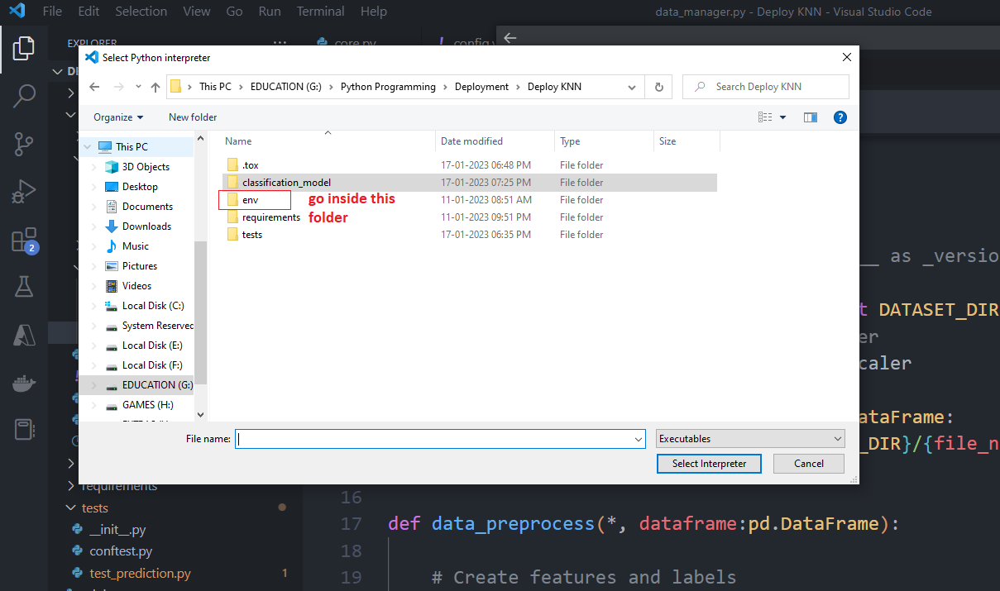 File Edit Selection View Go Run Terminal Help
data_manager.py - Deploy KNN - Visual Studio Code
EXPLORER
core.py
Select Python interpreter
This PC > EDUCATION (G:) > Python Programming > Deployment > Deploy KNN
Search Deploy KNN
Organize
New folder
?
Name Date modified Type Size
This PC
3D Objects
Desktop
Documents
Downloads
Music
Pictures
Videos
Local Disk (C:)
System Reserved
Local Disk (E:)
Local Disk (F:)
EDUCATION (G:)
GAMES (H:)
.tox 17-01-2023 06:48 PM File folder
classification_model 17-01-2023 07:25 PM File folder
env 11-01-2023 08:51 AM File folder
requirements 11-01-2023 09:51 PM File folder
tests 17-01-2023 06:35 PM File folder
go inside this
folder
File name:
Executables
Select Interpreter
Cancel
2
__ as _versio
t DATASET_DIR
er
caler
ataFrame:
_DIR}/{file_n
requirements
tests
__init__.py
conftest.py
test_prediction.py 1
16
17 def data_preprocess(*, dataframe:pd.DataFrame):
18
19 # Create features and labels